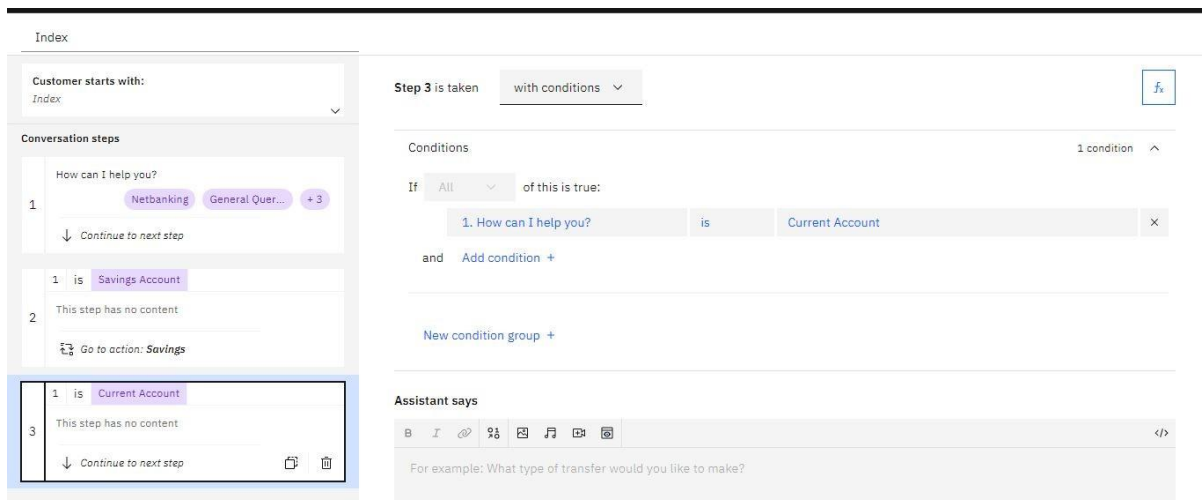 Index
Customer starts with:
Index
Conversation steps
1
How can I help you?
Netbanking General Quer... + 3
Continue to next step
2
1 is Savings Account
This step has no content
Go to action: Savings
3
1 is Current Account
This step has no content
Continue to next step
Step 3 is taken with conditions
fx
Conditions 1 condition
If All of this is true:
1. How can I help you? is Current Account ×
and Add condition +
New condition group +
Assistant says
B I </>
For example: What type of transfer would you like to make?